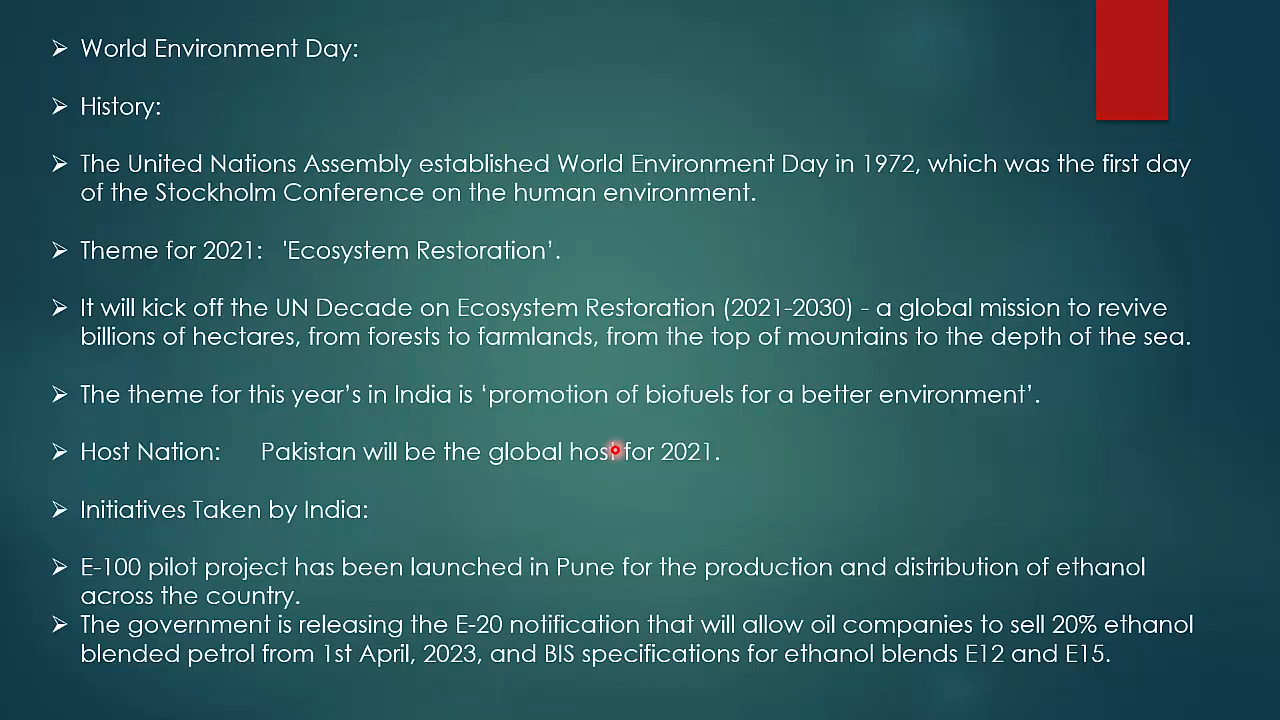 ➢ World Environment Day:
➢ History:
➢ The United Nations Assembly established World Environment Day in 1972, which was the first day
of the Stockholm Conference on the human environment.
➢ Theme for 2021: 'Ecosystem Restoration’.
➢ It will kick off the UN Decade on Ecosystem Restoration (2021-2030) - a global mission to revive
billions of hectares, from forests to farmlands, from the top of mountains to the depth of the sea.
➢ The theme for this year’s in India is ‘promotion of biofuels for a better environment’.
➢ Host Nation: Pakistan will be the global host for 2021.
➢ Initiatives Taken by India:
➢ E-100 pilot project has been launched in Pune for the production and distribution of ethanol
across the country.
➢ The government is releasing the E-20 notification that will allow oil companies to sell 20% ethanol
blended petrol from 1st April, 2023, and BIS specifications for ethanol blends E12 and E15.